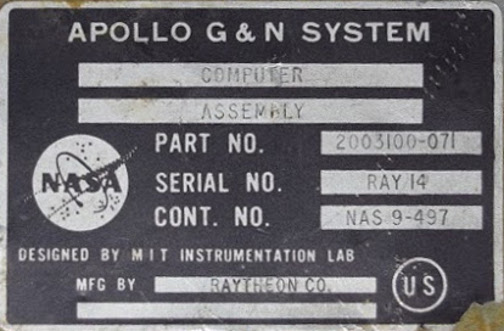 APOLLO G & N SYSTEM
COMPUTER
ASSEMBLY
PART NO. 2003100-071
NASA
SERIAL NO. RAY 14
CONT. NO. NAS 9-497
DESIGNED BY MIT INSTRUMENTATION LAB
MFG BY RAYTHEON CO.
US